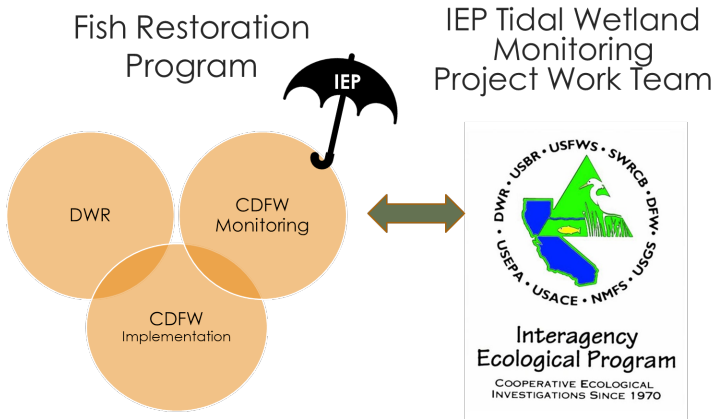 Fish Restoration
Program
IEP
DWR
CDFW
Monitoring
CDFW
Implementation
IEP Tidal Wetland
Monitoring
Project Work Team
DWR • USBR • USFWS • SWRCB • DFW • USGS • NMFS • USACE • USEPA •
Interagency
Ecological Program
COOPERATIVE ECOLOGICAL
INVESTIGATIONS SINCE 1970